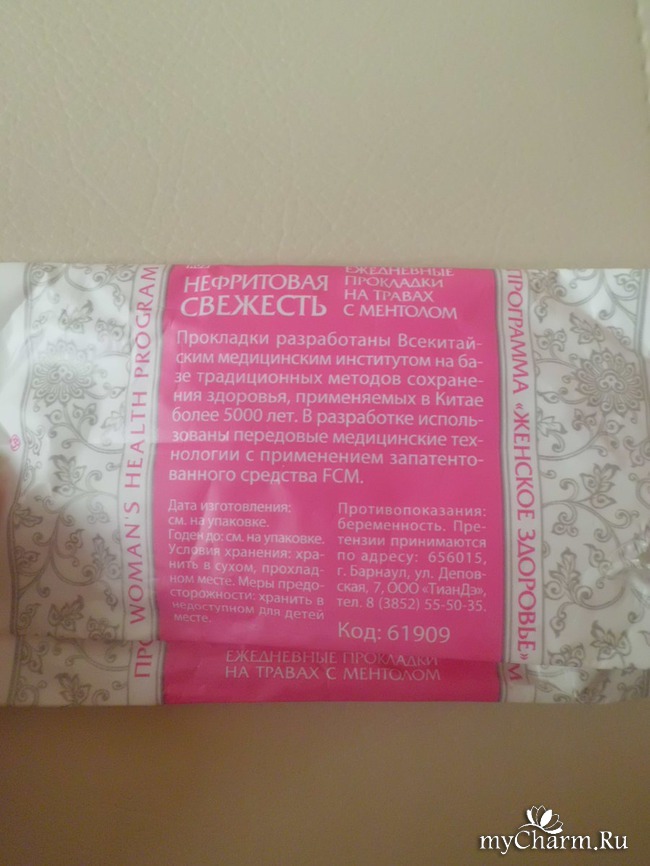 НЕФРИТОВАЯ
СВЕЖЕСТЬ
ЕЖЕДНЕВНЫЕ
ПРОКЛАДКИ
НА ТРАВАХ
С МЕНТОЛОМ
Прокладки разработаны Всекитай-
ским медицинским институтом на ба-
зе традиционных методов сохране-
ния здоровья, применяемых в Китае
более 5000 лет. В разработке исполь-
зованы передовые медицинские тех-
нологии с применением запатенто-
ванного средства FCM.
Дата изготовления:
см. на упаковке.
Годен до: см. на упаковке.
Условия хранения: хра-
нить в сухом, прохлад-
ном месте. Меры предо-
сторожности: хранить в
недоступном для детей
месте.
Противопоказания:
беременность. Пре-
тензии принимаются
по адресу: 656015,
г. Барнаул, ул. Деповс-
кая, 7, ООО «ТианДэ»,
тел. 8 (3852) 55-50-35.
Код: 61909
ЕЖЕДНЕВНЫЕ ПРОКЛАДКИ
НА ТРАВАХ С МЕНТОЛОМ
WOMAN'S HEALTH PROGRAM
ПРОГРАММА «ЖЕНСКОЕ ЗДОРОВЬЕ»
myCharm.Ru